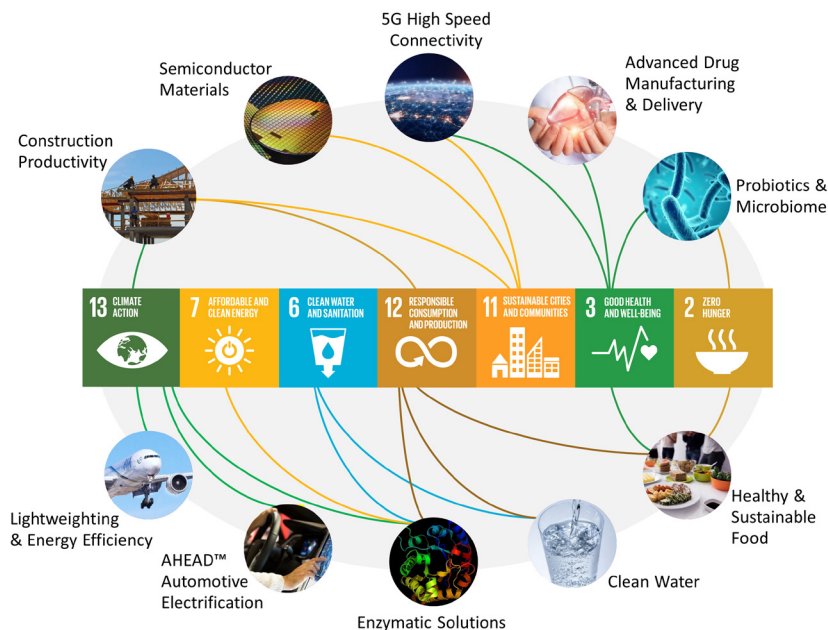 5G High Speed
Connectivity
Semiconductor
Materials
Advanced Drug
Manufacturing
& Delivery
Construction
Productivity
Probiotics &
Microbiome
13 CLIMATE
ACTION
7 AFFORDABLE AND
CLEAN ENERGY
6 CLEAN WATER
AND SANITATION
12 RESPONSIBLE
CONSUMPTION
AND PRODUCTION
11 SUSTAINABLE CITIES
AND COMMUNITIES
3 GOOD HEALTH
AND WELL-BEING
2 ZERO
HUNGER
Lightweighting
& Energy Efficiency
AHEAD™
Automotive
Electrification
Enzymatic Solutions
Clean Water
Healthy &
Sustainable
Food